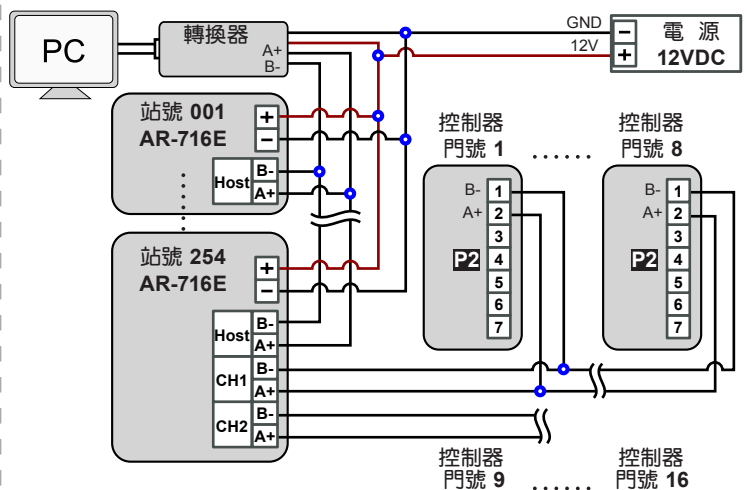 PC
轉換器
A+
B-
GND
12V
−
+
電 源
12VDC
站號 001
AR-716E
+
−
Host
B-
A+
站號 254
AR-716E
+
−
Host
B-
A+
CH1
B-
A+
CH2
B-
A+
控制器
門號 1
......
控制器
門號 8
B-
A+
P2
1
2
3
4
5
6
7
B-
A+
P2
1
2
3
4
5
6
7
控制器
門號 9
......
控制器
門號 16